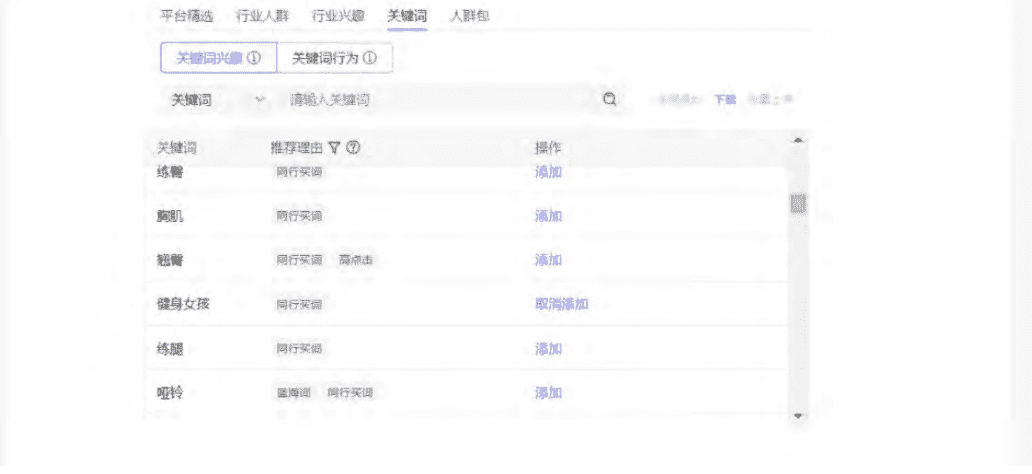 平台精选 行业人群 行业兴趣 关键词 人群包
关键词兴趣 关键词行为
关键词 请输入关键词 下载
关键词 推荐理由 操作
练臀 同行买词 添加
胸肌 同行买词 添加
翘臀 同行买词 高点击 添加
健身女孩 同行买词 取消添加
练腿 同行买词 添加
哑铃 蓝海词 同行买词 添加